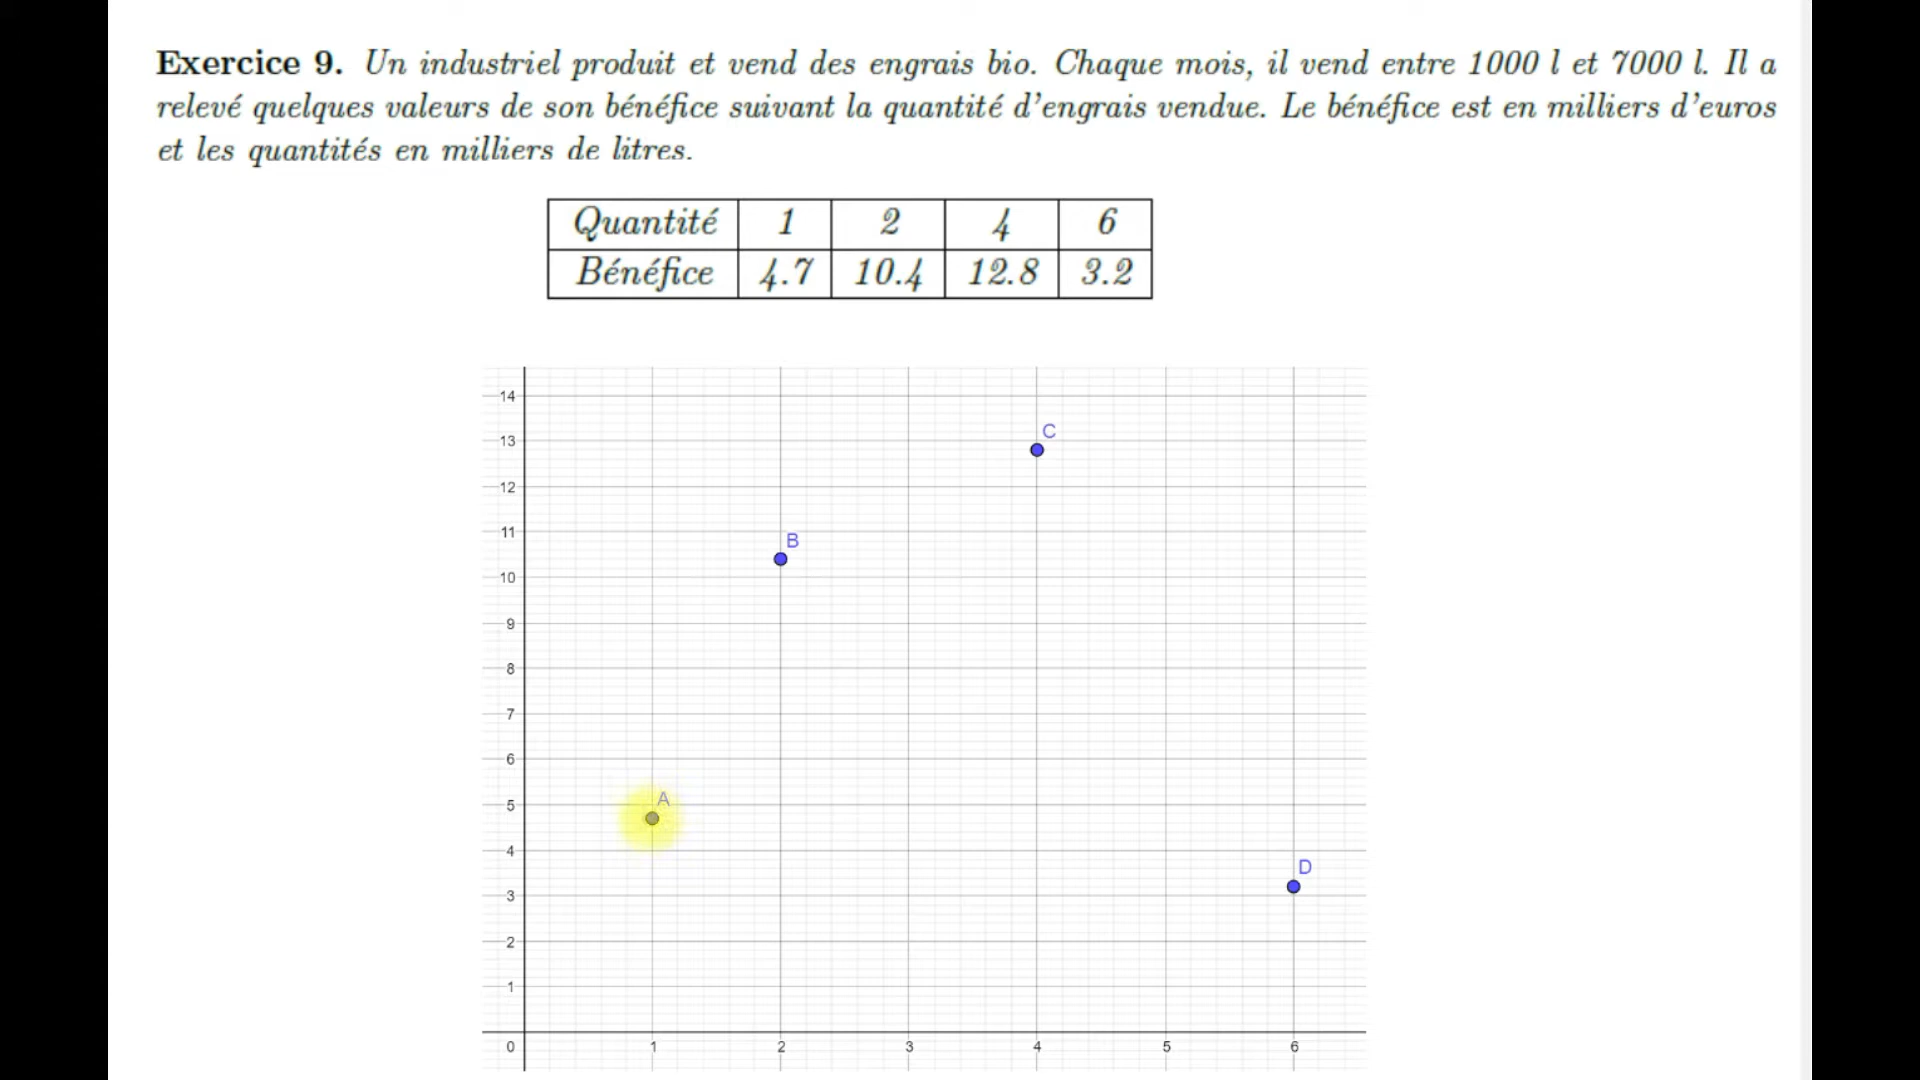 Exercice 9. Un industriel produit et vend des engrais bio. Chaque mois, il vend entre 1000 l et 7000 l. Il a
relevé quelques valeurs de son bénéfice suivant la quantité d'engrais vendue. Le bénéfice est en milliers d'euros
et les quantités en milliers de litres.
Quantité 1 2 4 6
Bénéfice 4.7 10.4 12.8 3.2
14
C
13
12
11
B
10
9
8
7
6
A
5
4
D
3
2
1
0 1 2 3 4 5 6